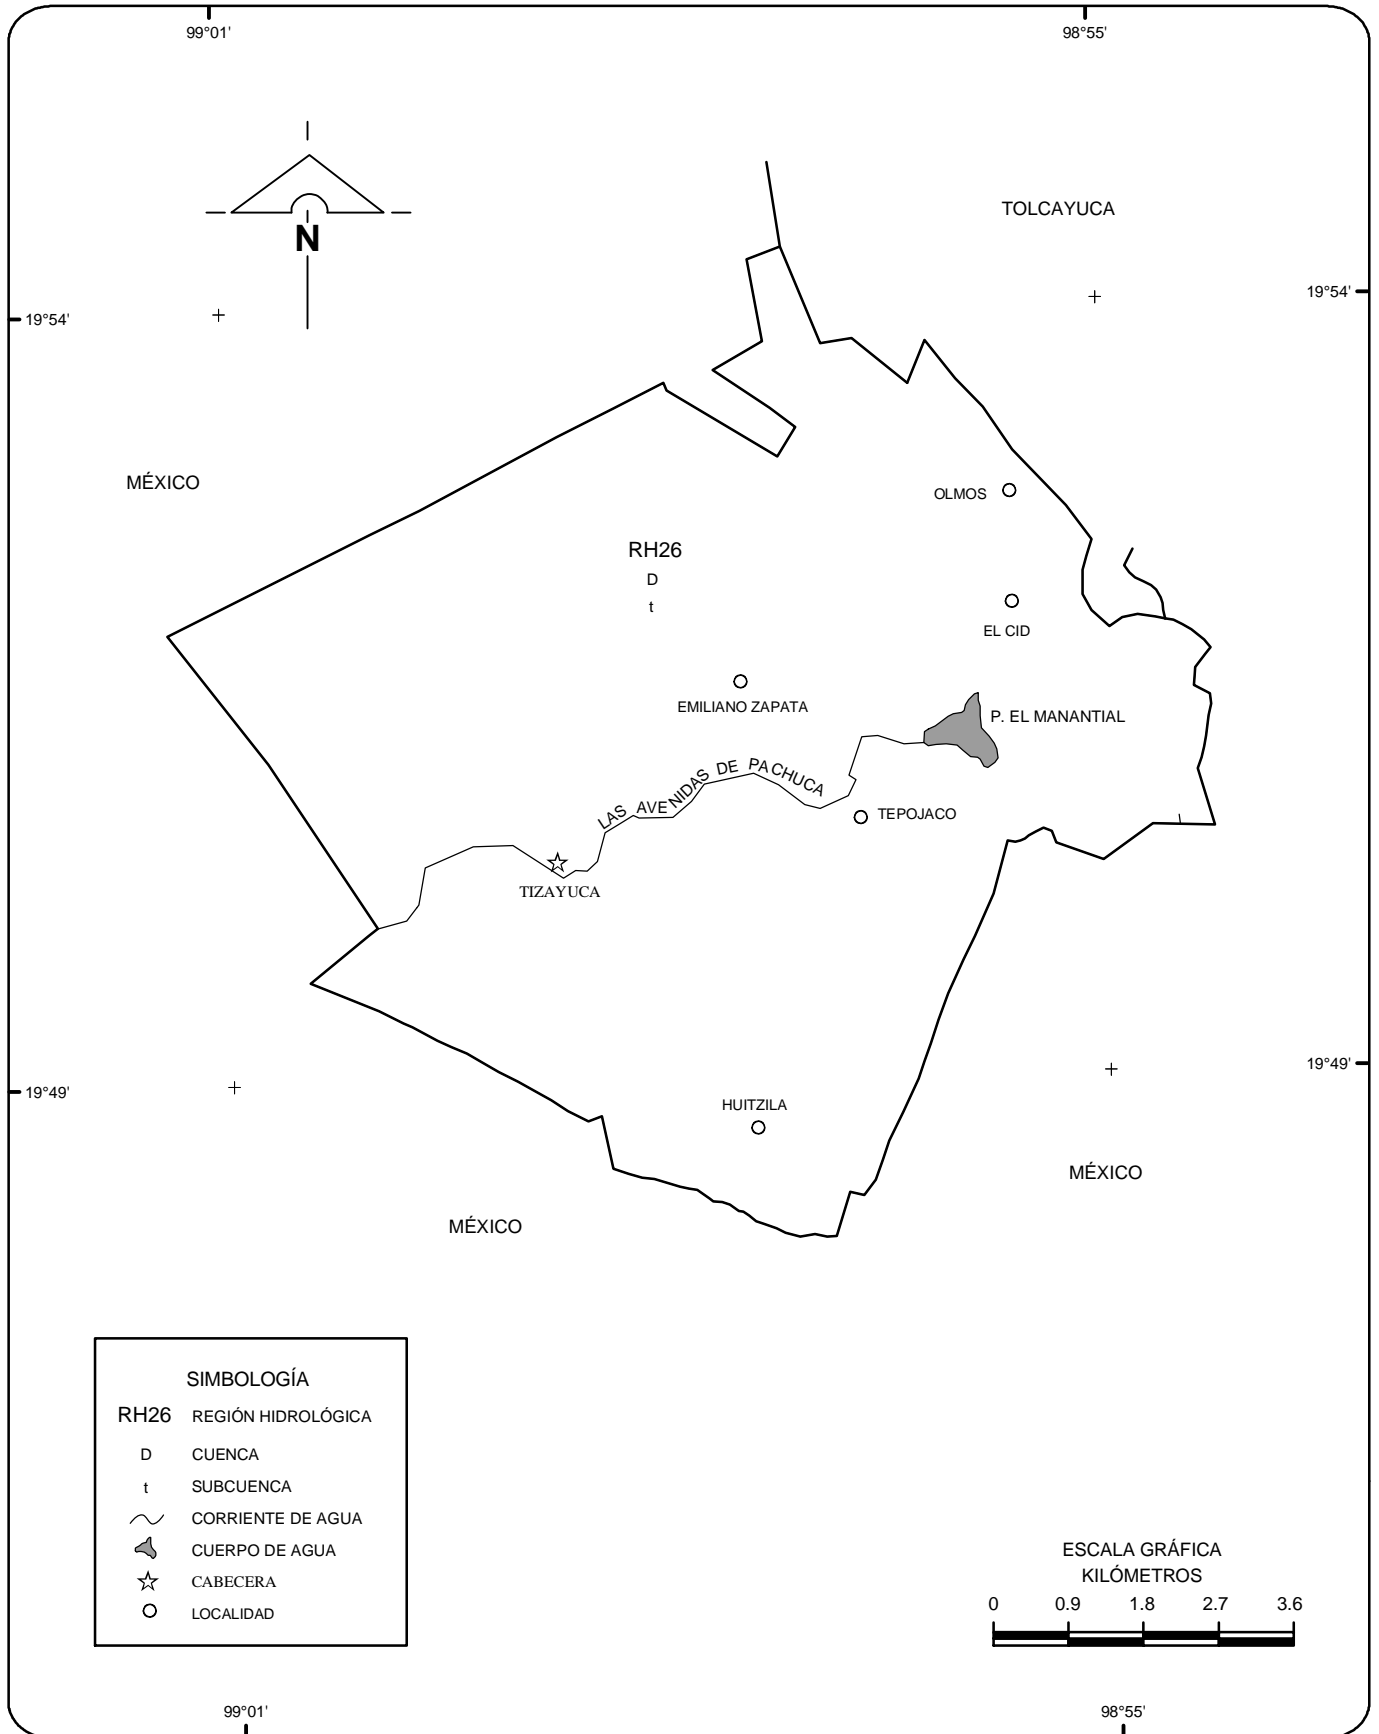 99°01'
98°55'
TOLCAYUCA
N
19°54'
19°54'
MÉXICO
OLMOS
RH26
D
t
EL CID
EMILIANO ZAPATA
P. EL MANANTIAL
LAS AVENIDAS DE PACHUCA
TEPOJACO
TIZAYUCA
19°49'
19°49'
HUITZILA
MÉXICO
MÉXICO
SIMBOLOGÍA
RH26 REGIÓN HIDROLÓGICA
D CUENCA
t SUBCUENCA
CORRIENTE DE AGUA
CUERPO DE AGUA
CABECERA
LOCALIDAD
ESCALA GRÁFICA
KILÓMETROS
0 0.9 1.8 2.7 3.6
99°01'
98°55'